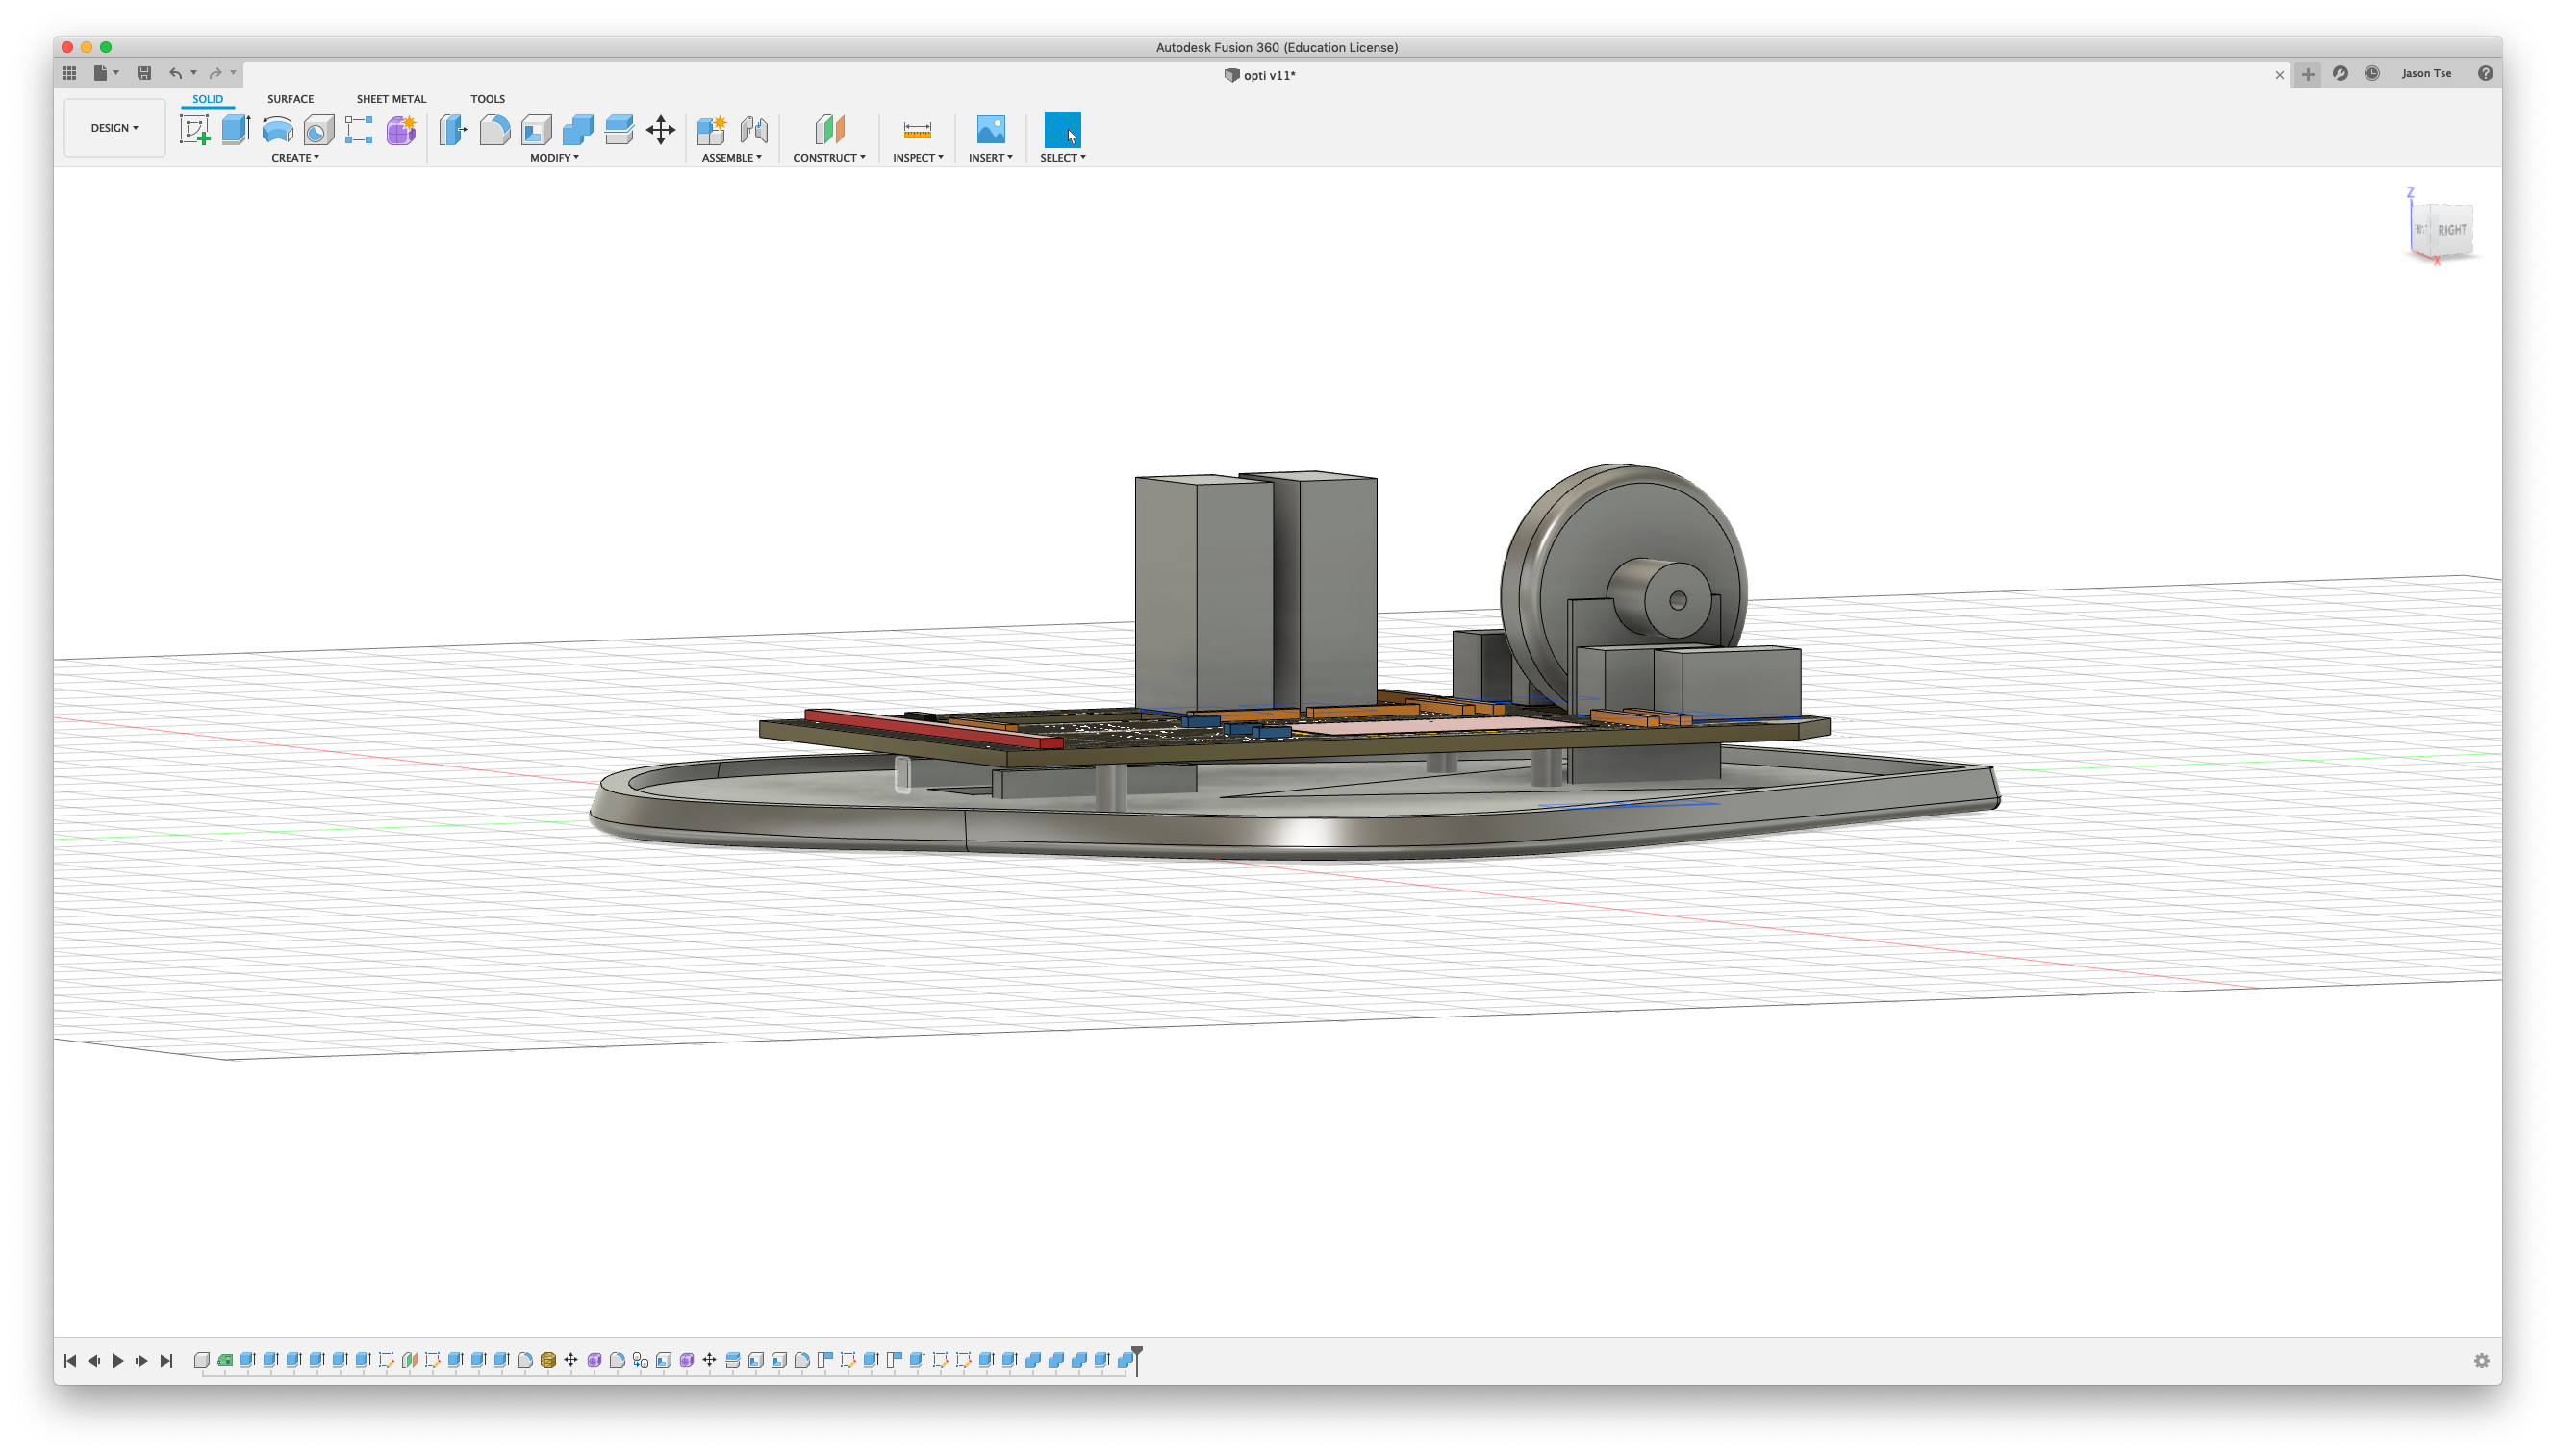 Autodesk Fusion 360 (Education License)
opti v11*
Jason Tse
SOLID SURFACE SHEET METAL TOOLS
DESIGN
CREATE MODIFY ASSEMBLE CONSTRUCT INSPECT INSERT SELECT
Z
RIGHT
X